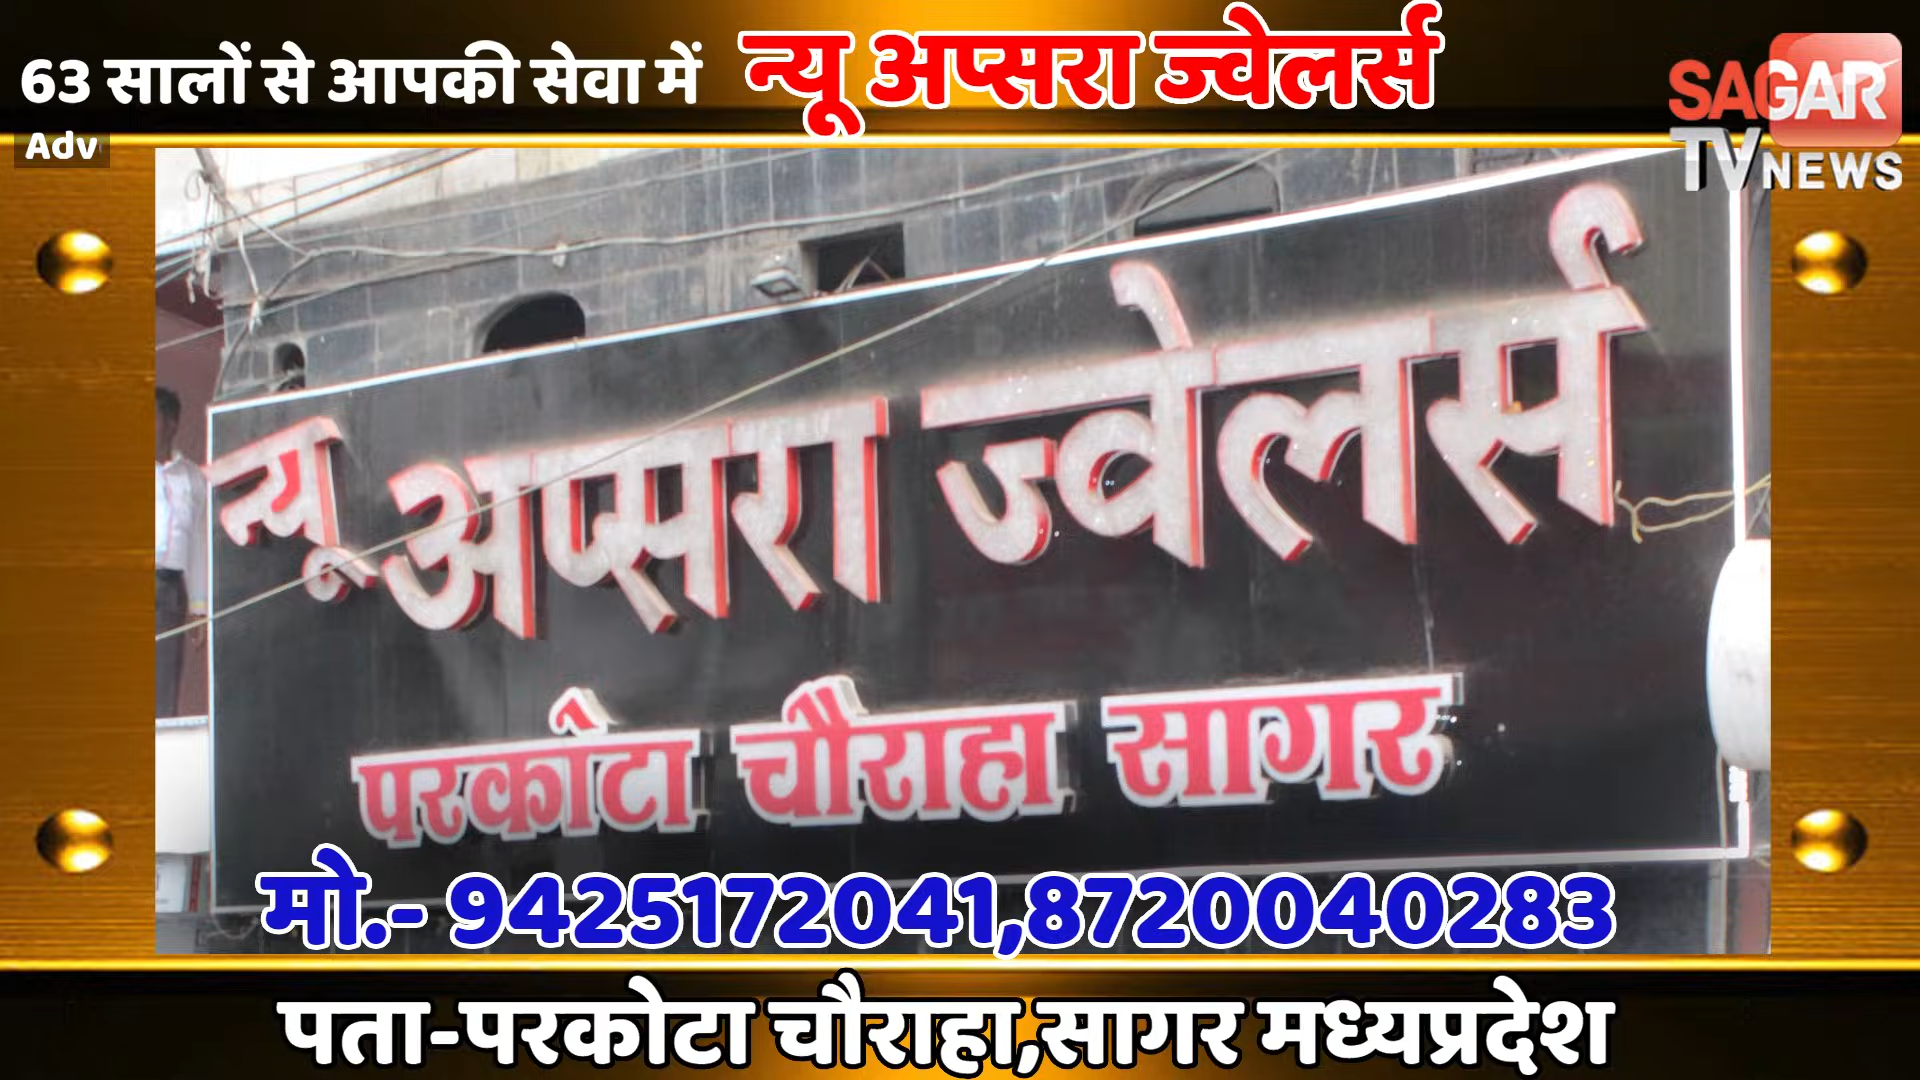 63 सालों से आपकी सेवा में न्यू अप्सरा ज्वेलर्स
SAGAR
TV NEWS
Adv
न्यू अप्सरा ज्वेलर्स
परकोटा चौराहा सागर
मो.- 9425172041,8720040283
पता-परकोटा चौराहा,सागर मध्यप्रदेश